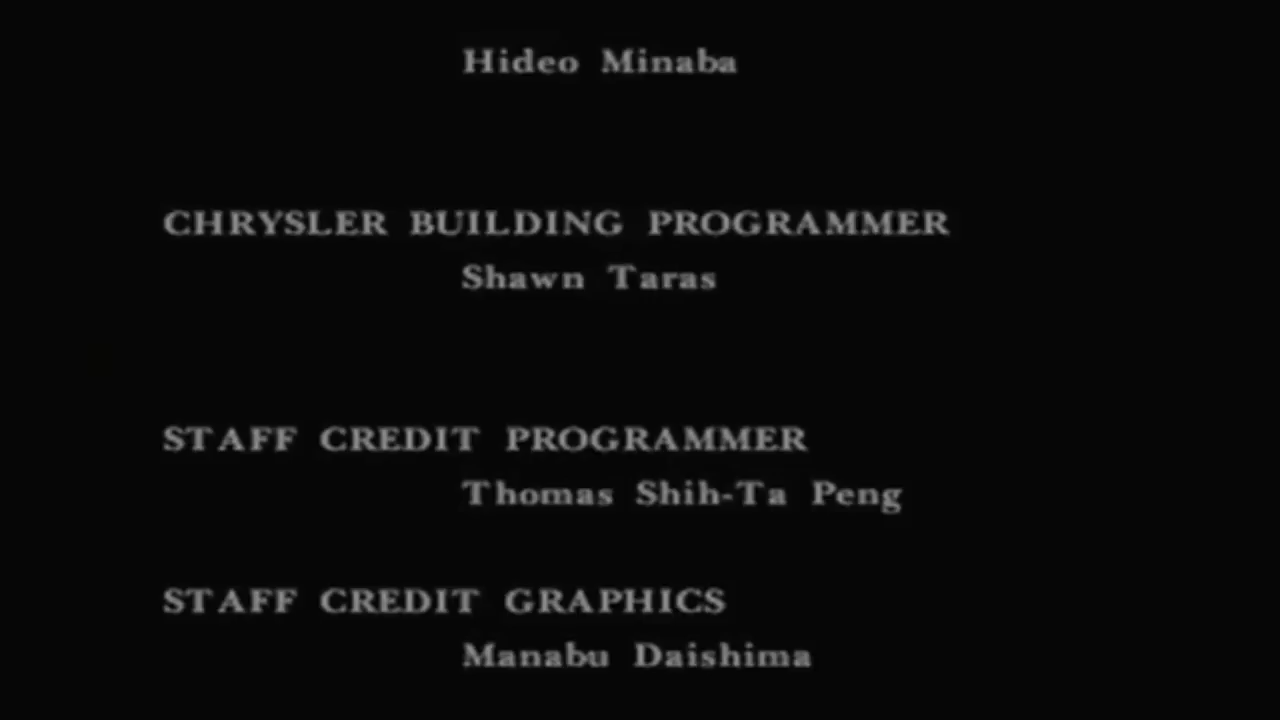 Hideo Minaba
CHRYSLER BUILDING PROGRAMMER
Shawn Taras
STAFF CREDIT PROGRAMMER
Thomas Shih-Ta Peng
STAFF CREDIT GRAPHICS
Manabu Daishima